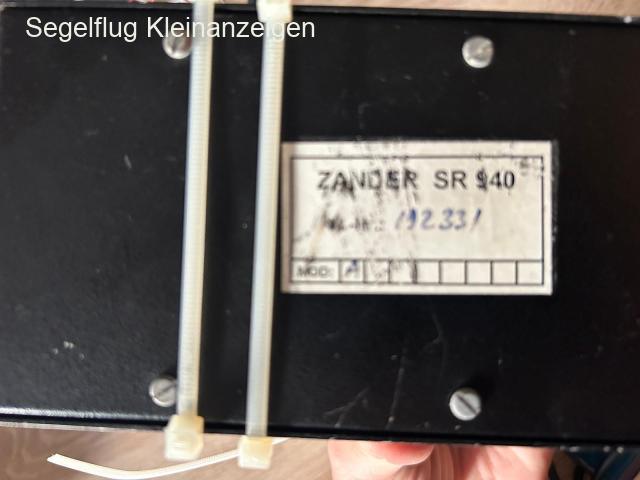 Segelflug Kleinanzeigen
ZANDER SR 940
192331
MOD: